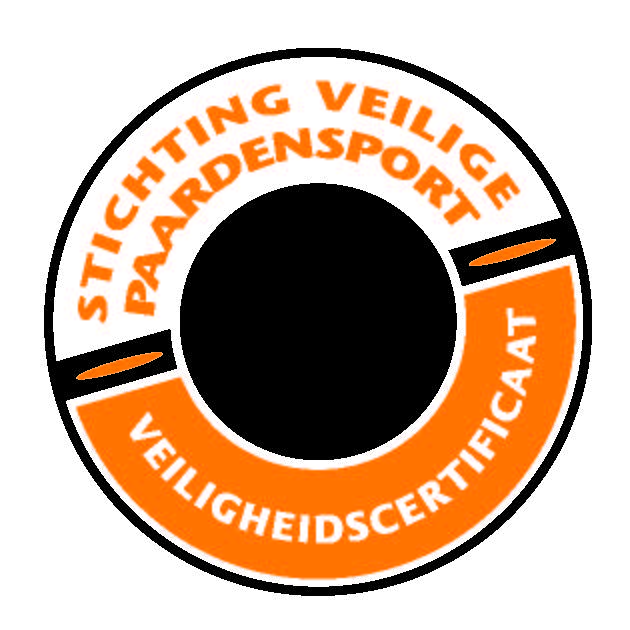 STICHTING VEILIGE
PAARDENSPORT
VEILIGHEIDSCERTIFICAAT